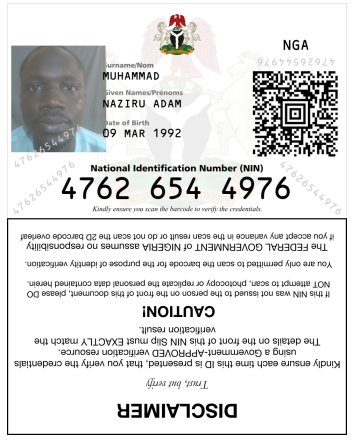 NGA
47626544976
Surname/Nom
MUHAMMAD
Given Names/Prénoms
NAZIRU ADAM
Date of Birth
09 MAR 1992
47626544976
47626544976
47626544976
National Identification Number (NIN)
4762 654 4976
Kindly ensure you scan the barcode to verify the credentials.
DISCLAIMER
Trust, but verify
Kindly ensure each time this ID is presented, that you verify the credentials
using a Government-APPROVED verification resource.
The details on the front of this NIN Slip must EXACTLY match the
verification result.
CAUTION!
If this NIN was not issued to the person on the front of this document, please DO
NOT attempt to scan, photocopy or replicate the personal data contained herein.
You are only permitted to scan the barcode for the purpose of identity verification.
The FEDERAL GOVERNMENT of NIGERIA assumes no responsibility
if you accept any variance in the scan result or do not scan the 2D barcode overleaf